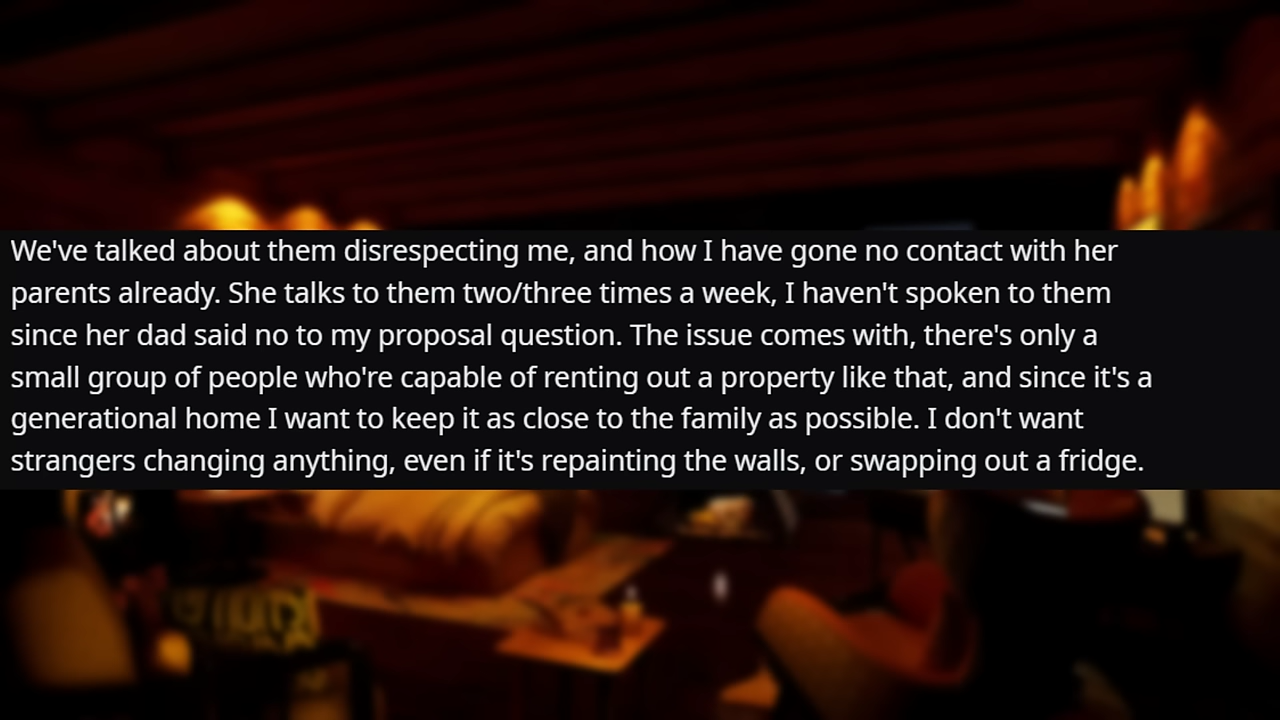 We've talked about them disrespecting me, and how I have gone no contact with her
parents already. She talks to them two/three times a week, I haven't spoken to them
since her dad said no to my proposal question. The issue comes with, there's only a
small group of people who're capable of renting out a property like that, and since it's a
generational home I want to keep it as close to the family as possible. I don't want
strangers changing anything, even if it's repainting the walls, or swapping out a fridge.